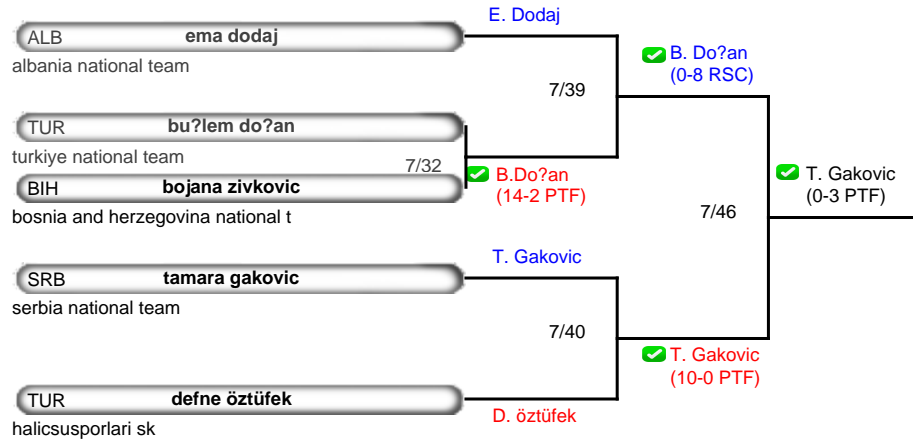 E. Dodaj
ALB ema dodaj
albania national team
B. Do?an
(0-8 RSC)
7/39
TUR bu?lem do?an
turkiye national team
7/32
B.Do?an
(14-2 PTF)
BIH bojana zivkovic
bosnia and herzegovina national t
T. Gakovic
(0-3 PTF)
7/46
T. Gakovic
SRB tamara gakovic
serbia national team
7/40
T. Gakovic
(10-0 PTF)
TUR defne öztüfek
D. öztüfek
halicsusporlari sk